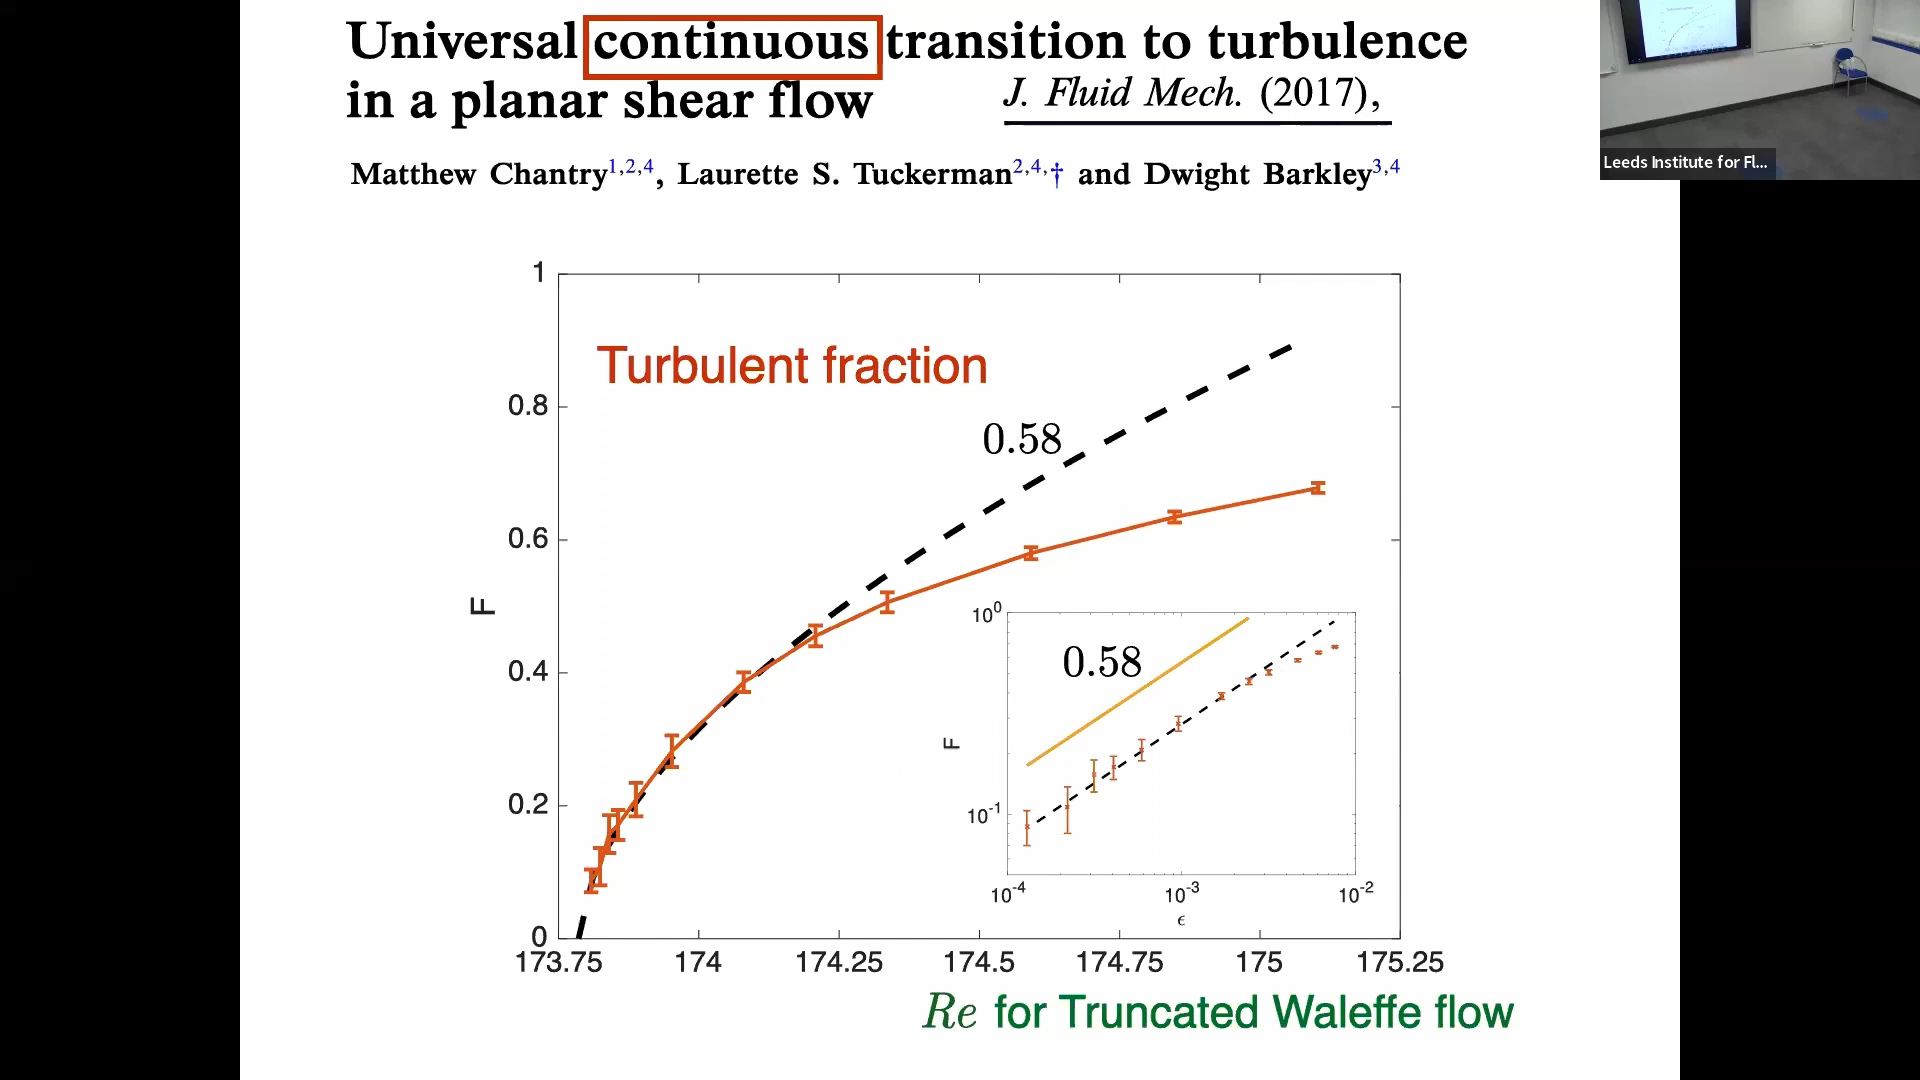 Universal continuous transition to turbulence
in a planar shear flow
J. Fluid Mech. (2017),
Matthew Chantry1,2,4, Laurette S. Tuckerman2,4,† and Dwight Barkley3,4
Leeds Institute for Fl...
Turbulent fraction
0.58
F
1
0.8
0.6
0.4
0.2
0
173.75 174 174.25 174.5 174.75 175 175.25
Re for Truncated Waleffe flow
0.58
F
10^0
10^-1
10^-4 10^-3 10^-2
ϵ